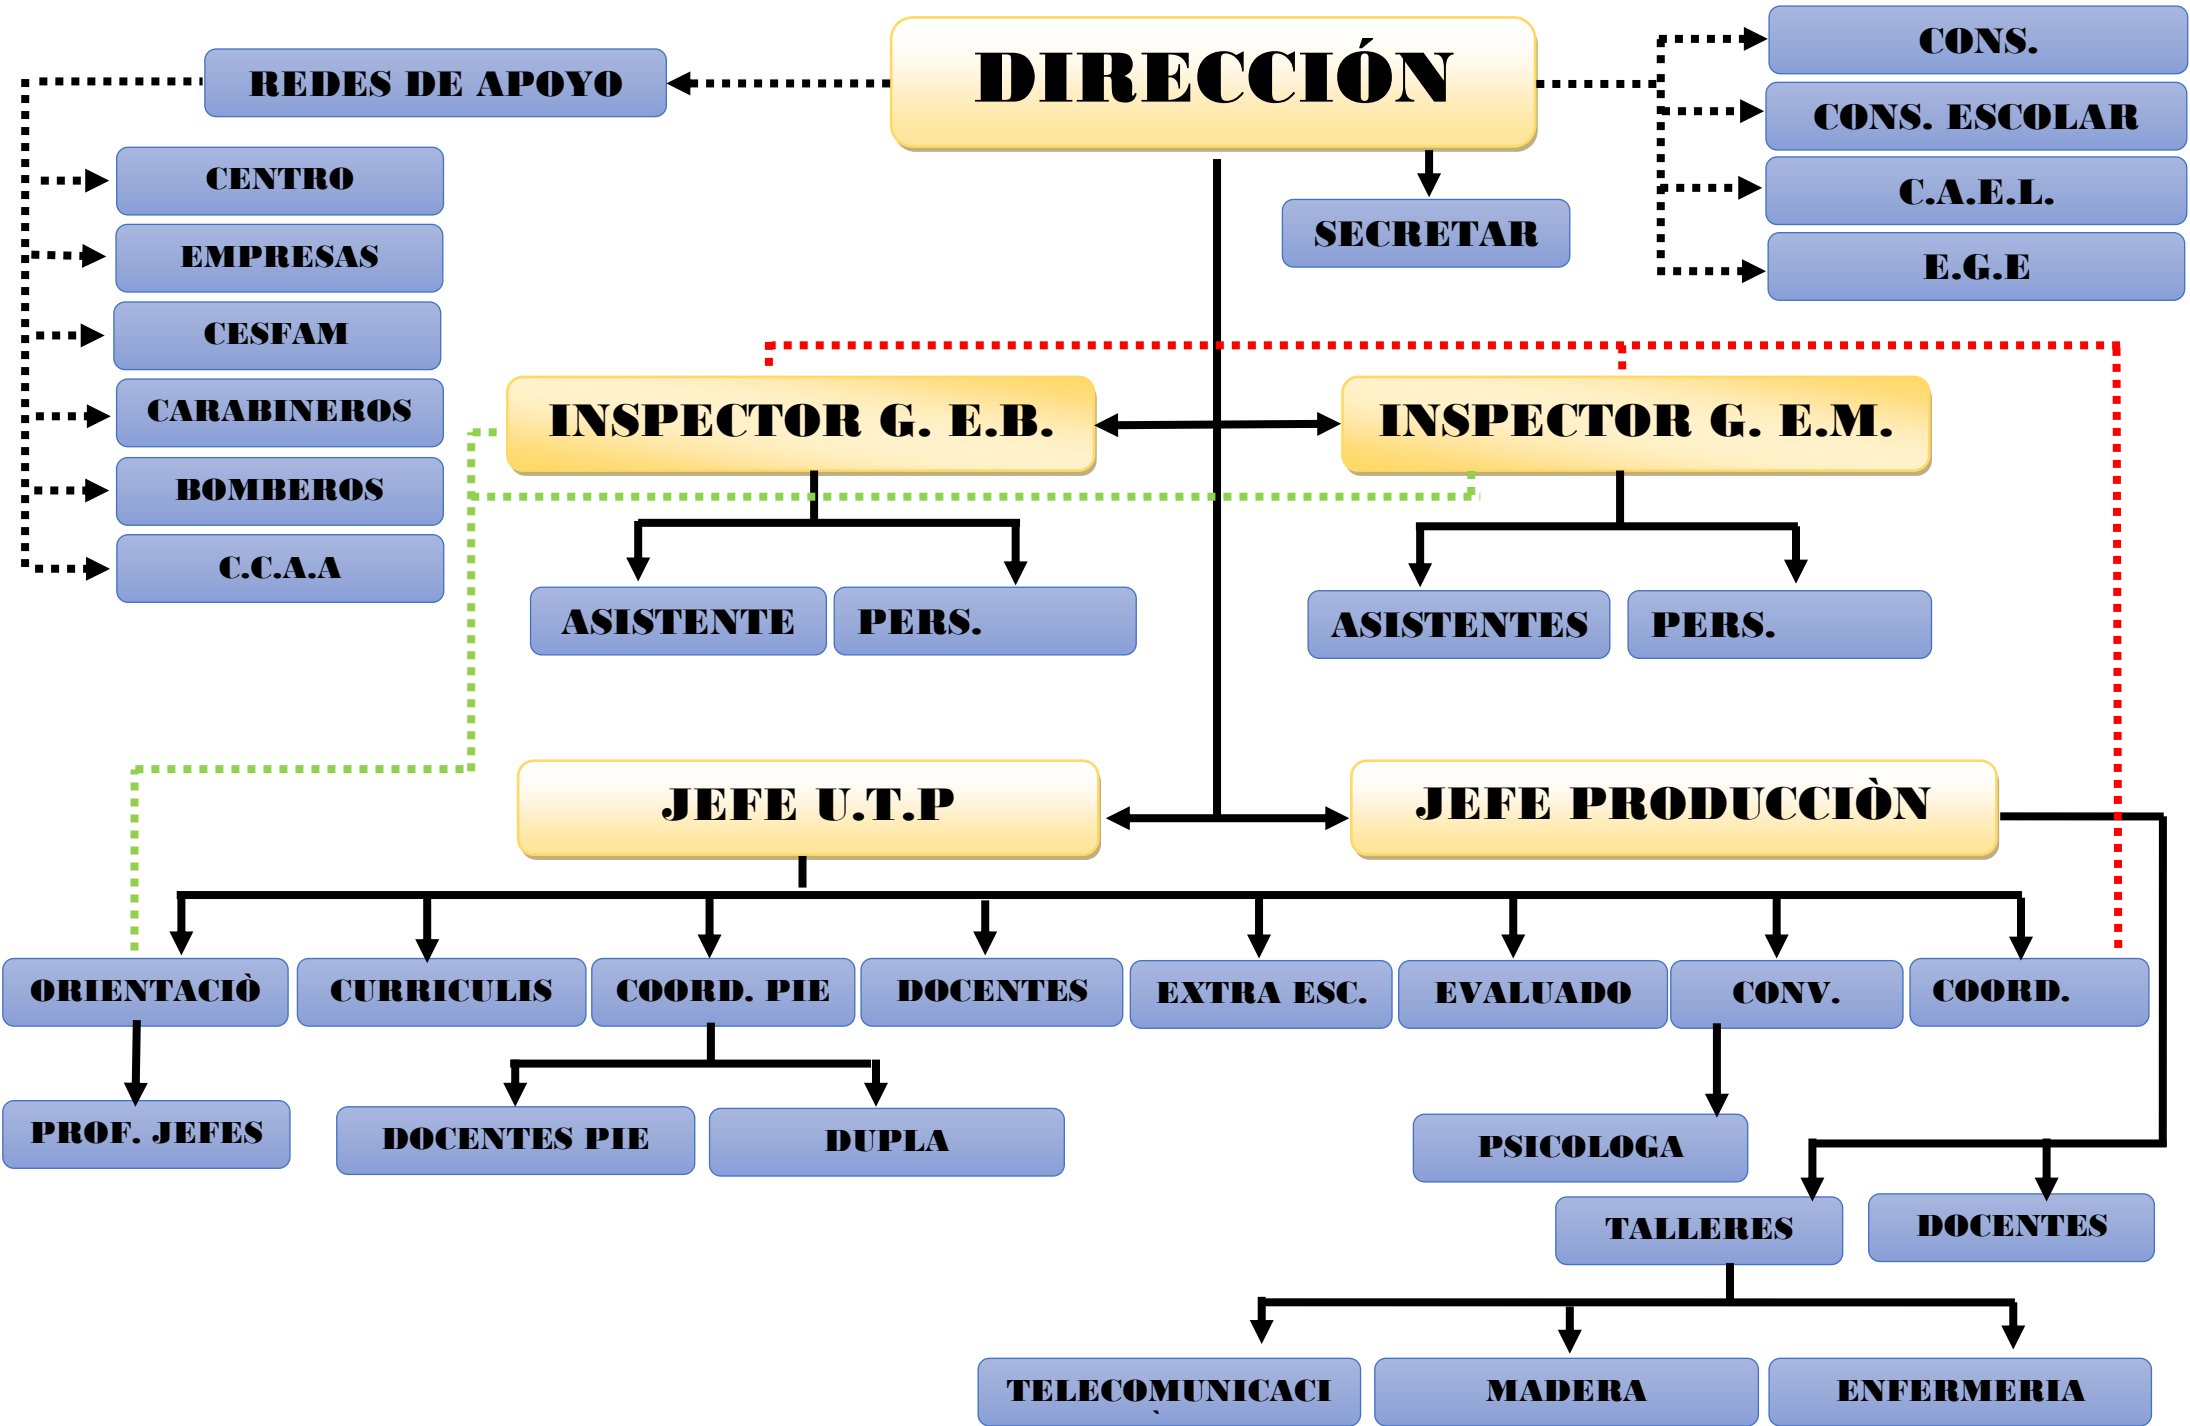 DIRECCIÓN
REDES DE APOYO
CONS.
CONS. ESCOLAR
C.A.E.L.
E.G.E
SECRETAR
CENTRO
EMPRESAS
CESFAM
CARABINEROS
BOMBEROS
C.C.A.A
INSPECTOR G. E.B.
INSPECTOR G. E.M.
ASISTENTE
PERS.
ASISTENTES
PERS.
JEFE U.T.P
JEFE PRODUCCIÒN
ORIENTACIÒ
CURRICULIS
COORD. PIE
DOCENTES
EXTRA ESC.
EVALUADO
CONV.
COORD.
PROF. JEFES
DOCENTES PIE
DUPLA
PSICOLOGA
TALLERES
DOCENTES
TELECOMUNICACI
MADERA
ENFERMERIA